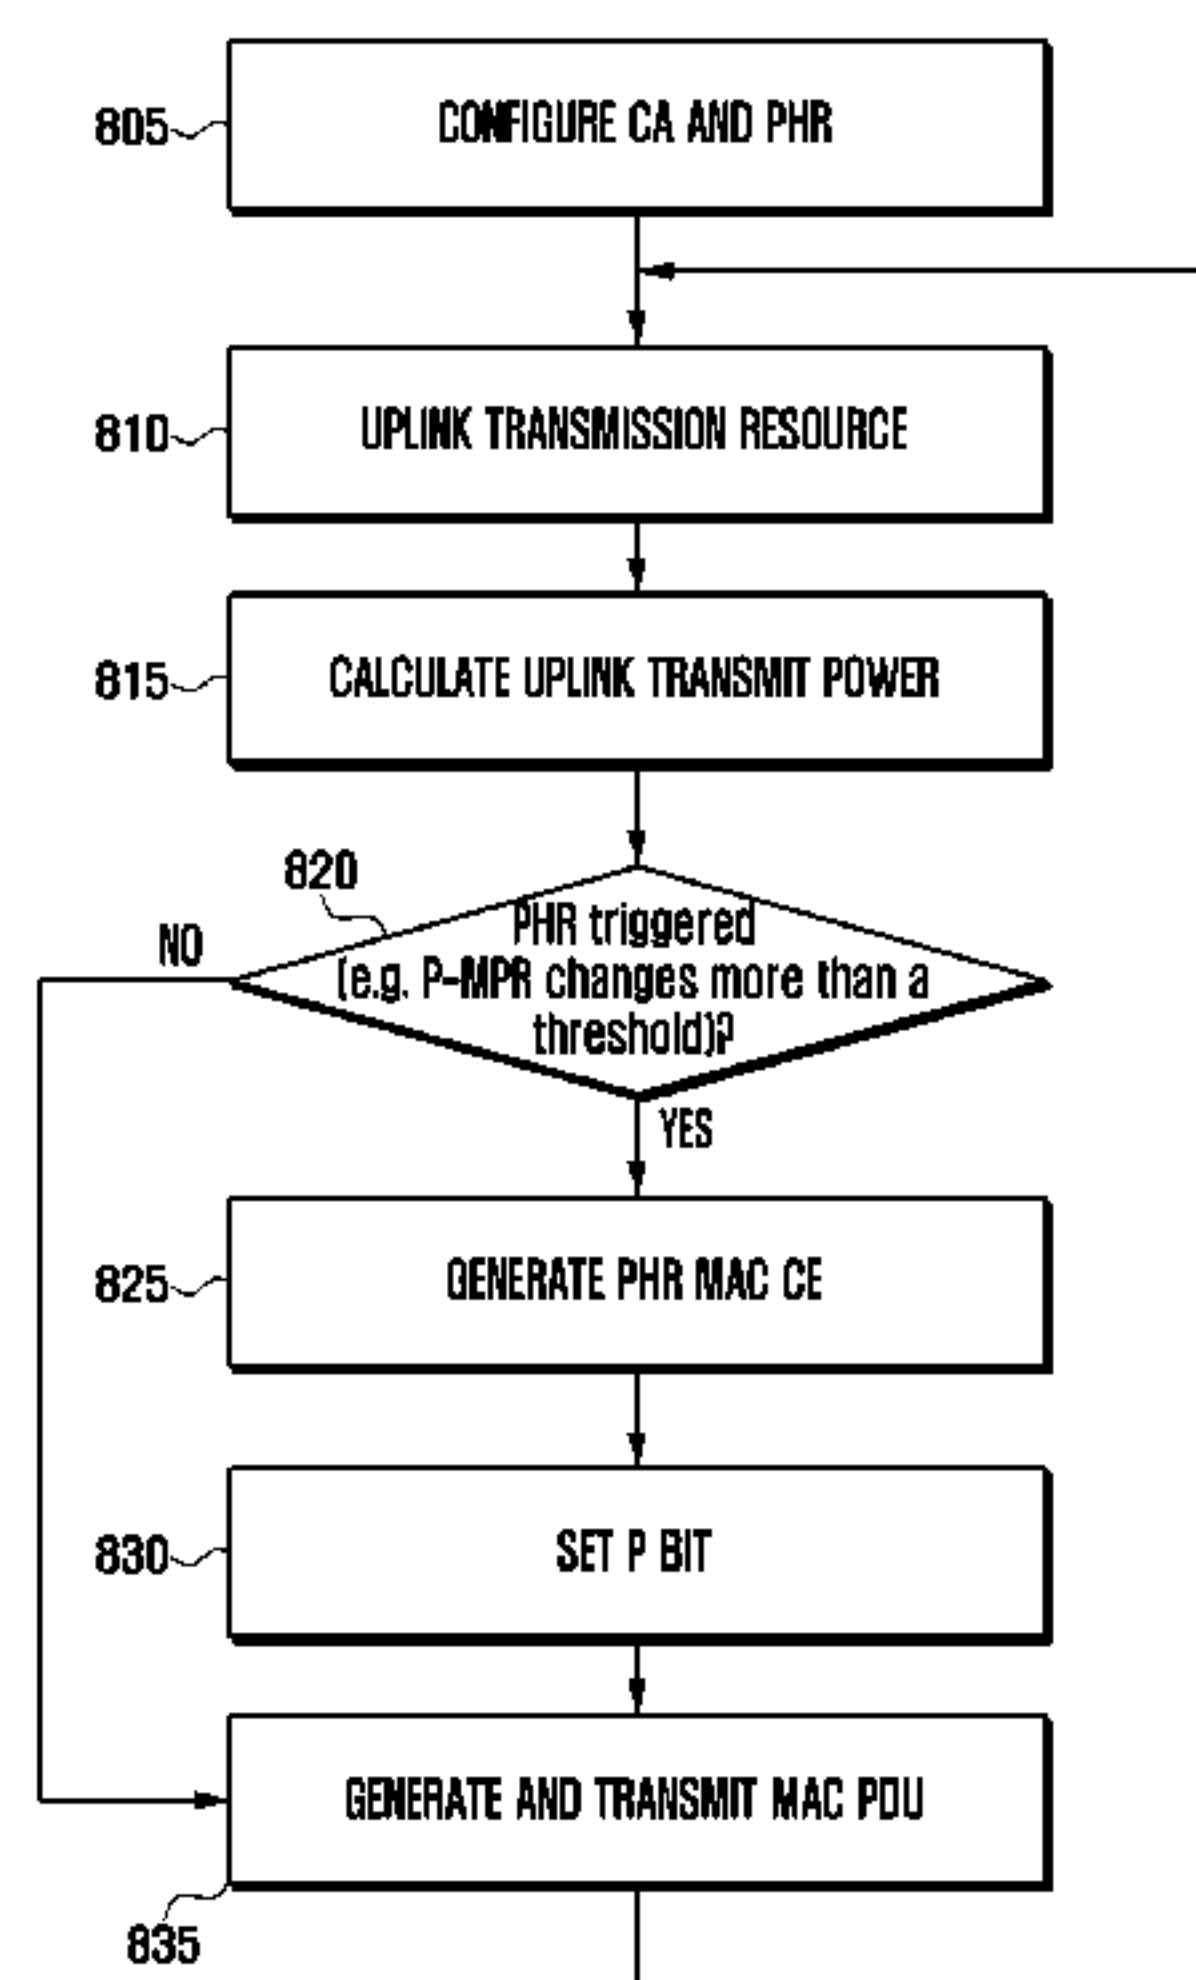 CONFIGURE CA AND PHR
805
UPLINK TRANSMISSION RESOURCE
810
CALCULATE UPLINK TRANSMIT POWER
815
820
NO
PHR triggered
(e.g. P-MPR changes more than a
threshold)?
YES
GENERATE PHR MAC CE
825
SET P BIT
830
GENERATE AND TRANSMIT MAC PDU
835